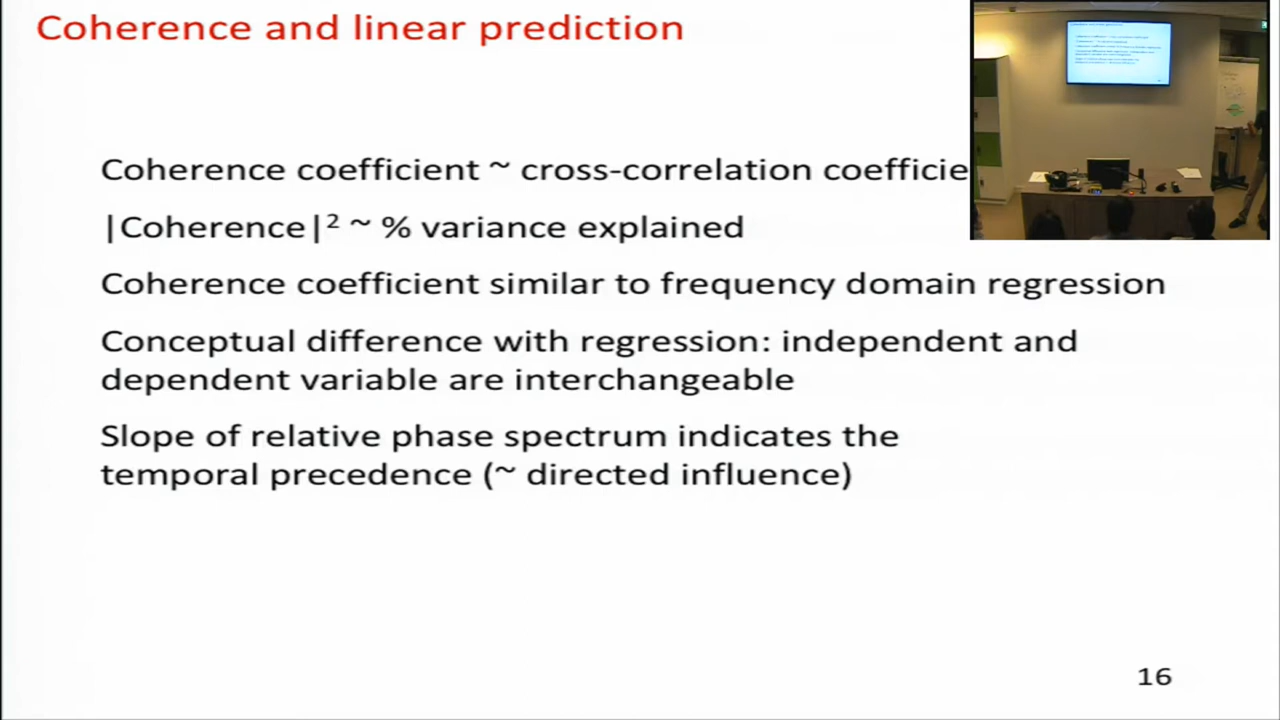 Coherence and linear prediction
Coherence coefficient ~ cross-correlation coefficie
|Coherence|² ~ % variance explained
Coherence coefficient similar to frequency domain regression
Conceptual difference with regression: independent and
dependent variable are interchangeable
Slope of relative phase spectrum indicates the
temporal precedence (~ directed influence)
16